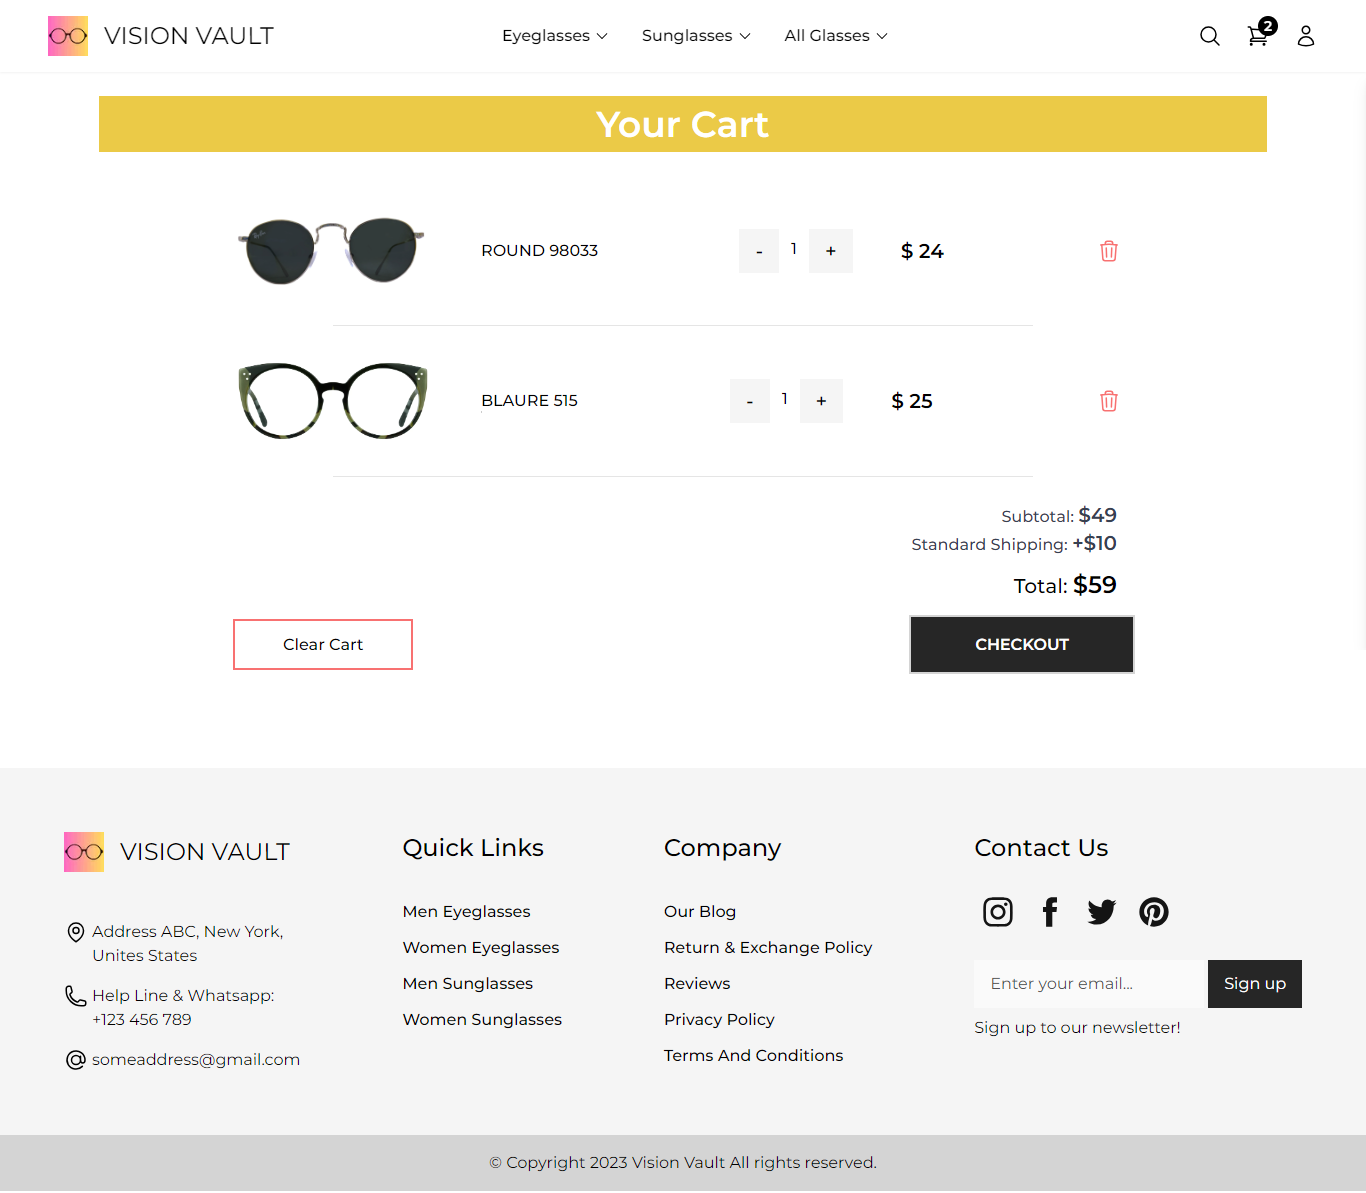 VISION VAULT
Eyeglasses
Sunglasses
All Glasses
2
Your Cart
ROUND 98033
- 1 +
$ 24
BLAURE 515
- 1 +
$ 25
Subtotal: $49
Standard Shipping: +$10
Total: $59
Clear Cart
CHECKOUT
VISION VAULT
Address ABC, New York,
Unites States
Help Line & Whatsapp:
+123 456 789
someaddress@gmail.com
Quick Links
Men Eyeglasses
Women Eyeglasses
Men Sunglasses
Women Sunglasses
Company
Our Blog
Return & Exchange Policy
Reviews
Privacy Policy
Terms And Conditions
Contact Us
Enter your email...
Sign up
Sign up to our newsletter!
© Copyright 2023 Vision Vault All rights reserved.